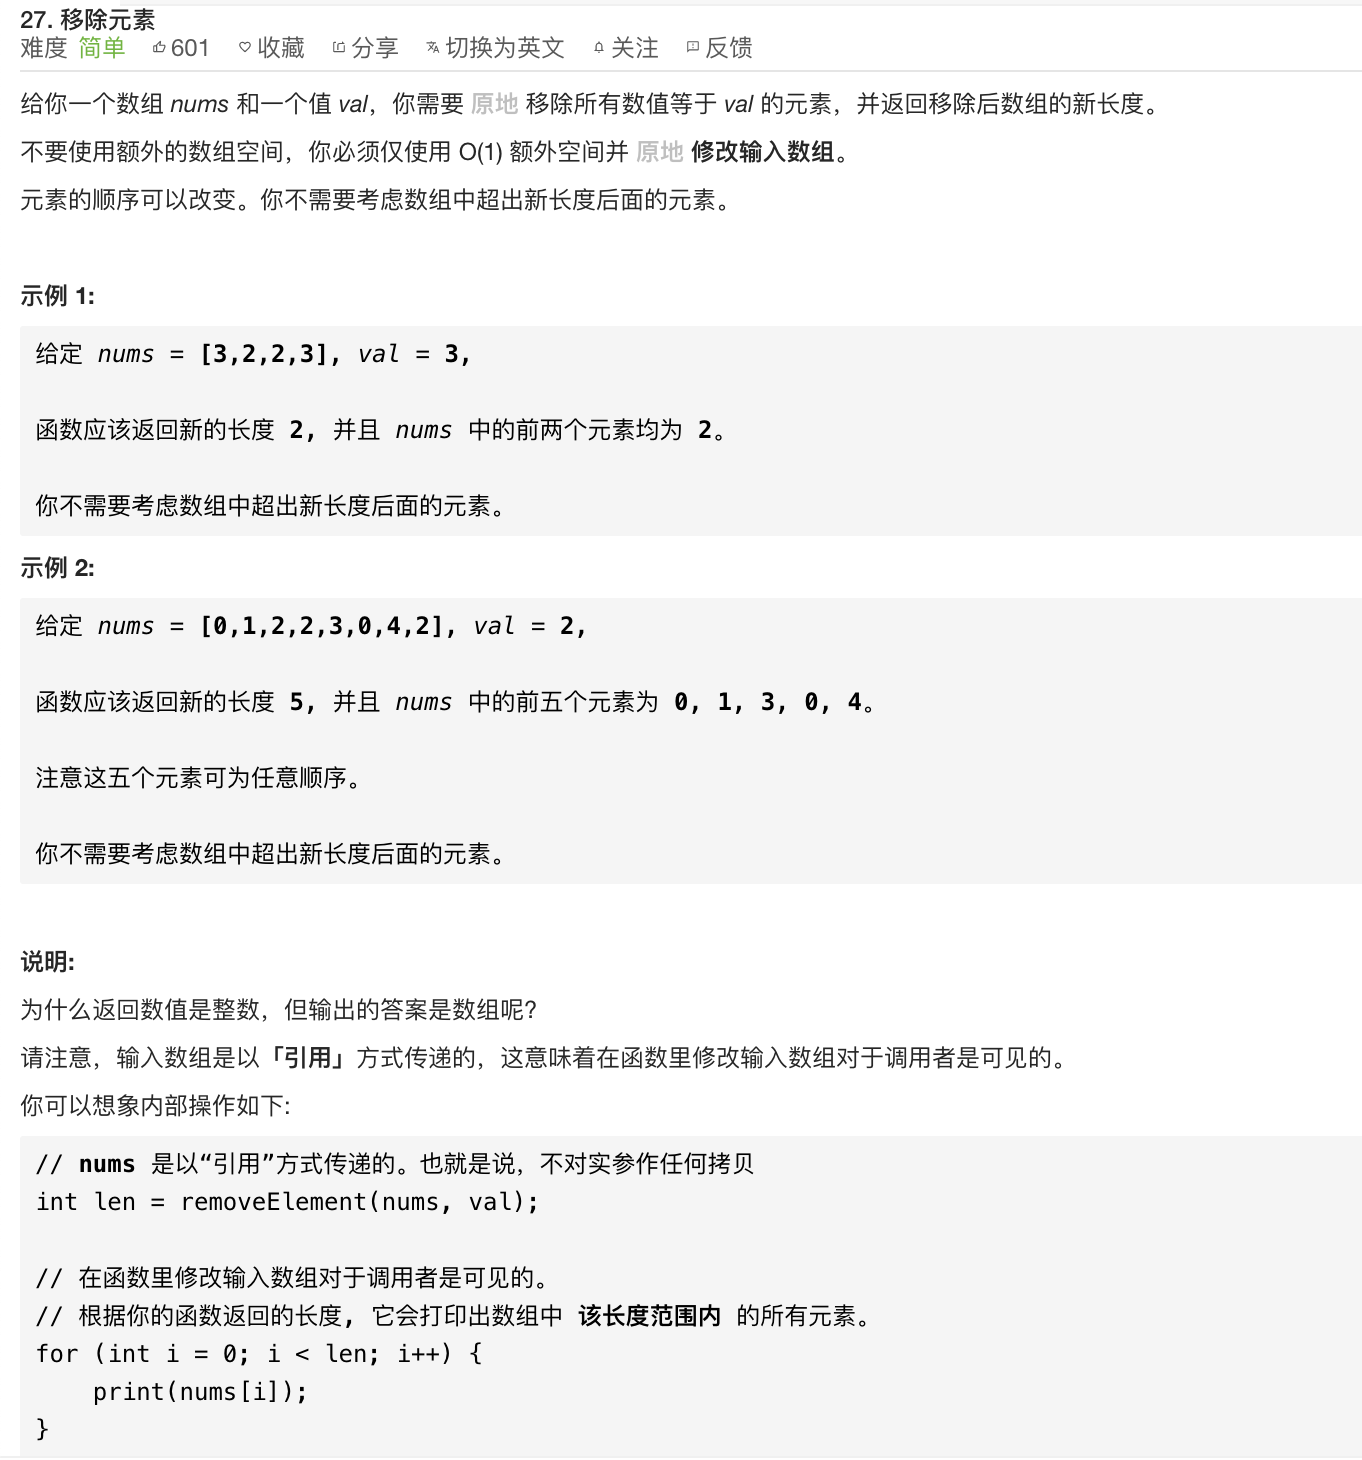 27. 移除元素
难度 简单 601 收藏 分享 切换为英文 关注 反馈
给你一个数组 nums 和一个值 val，你需要 原地 移除所有数值等于 val 的元素，并返回移除后数组的新长度。
不要使用额外的数组空间，你必须仅使用 O(1) 额外空间并 原地 修改输入数组。
元素的顺序可以改变。你不需要考虑数组中超出新长度后面的元素。
示例 1:
给定 nums = [3,2,2,3], val = 3,
函数应该返回新的长度 2, 并且 nums 中的前两个元素均为 2。
你不需要考虑数组中超出新长度后面的元素。
示例 2:
给定 nums = [0,1,2,2,3,0,4,2], val = 2,
函数应该返回新的长度 5, 并且 nums 中的前五个元素为 0, 1, 3, 0, 4。
注意这五个元素可为任意顺序。
你不需要考虑数组中超出新长度后面的元素。
说明:
为什么返回数值是整数，但输出的答案是数组呢?
请注意，输入数组是以「引用」方式传递的，这意味着在函数里修改输入数组对于调用者是可见的。
你可以想象内部操作如下:
// nums 是以“引用”方式传递的。也就是说，不对实参作任何拷贝
int len = removeElement(nums, val);
// 在函数里修改输入数组对于调用者是可见的。
// 根据你的函数返回的长度, 它会打印出数组中 该长度范围内 的所有元素。
for (int i = 0; i < len; i++) {
    print(nums[i]);
}